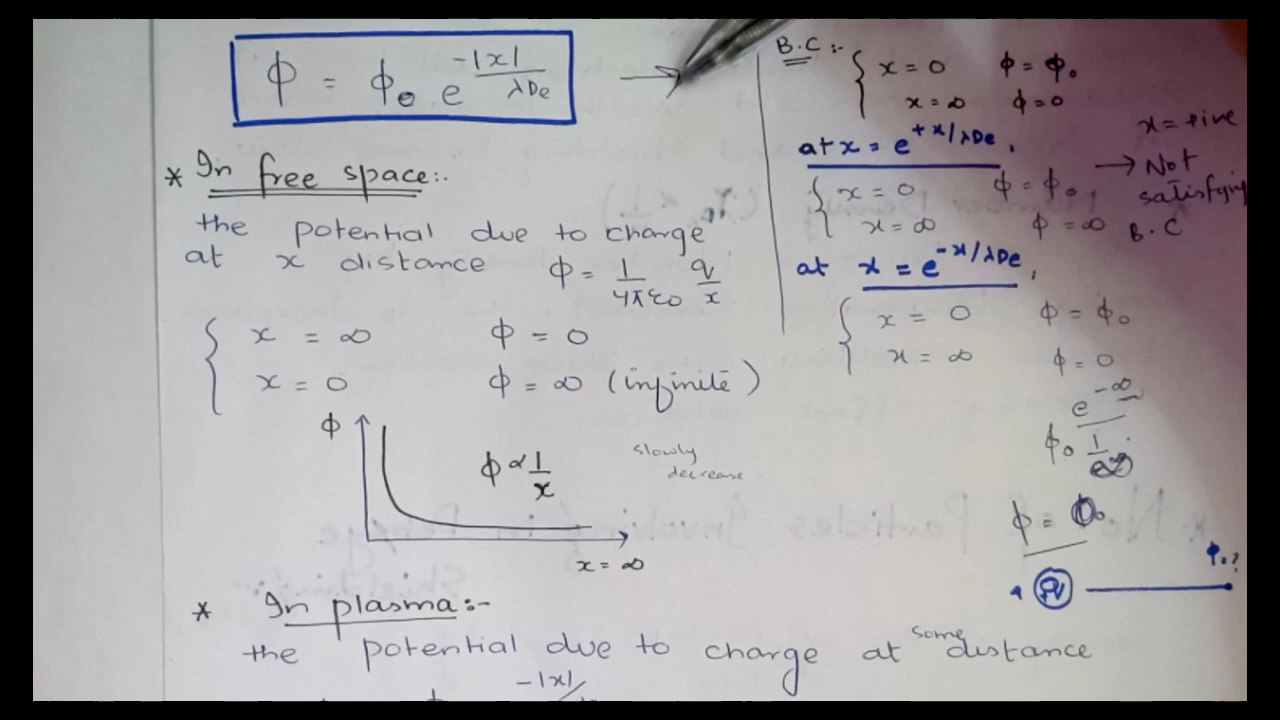 ϕ = ϕ₀ e^{-|x|/λDe} →
* In free space:-
the potential due to charge
at x distance ϕ = 1/4πε₀ q/x
x = ∞ ϕ = 0
x = 0 ϕ = ∞ (infinite)
ϕ
ϕ ∝ 1/x
slowly
decrease
x = ∞
* In plasma:-
the potential due to charge at some distance
-|x|/
B.C :-
x = 0 ϕ = ϕ₀
x = ∞ ϕ = 0
at x = e^{+x/λDe},
x = +ive
→ Not
satisfying
B.C
x = 0 ϕ = ϕ₀,
x = ∞ ϕ = ∞
at x = e^{-x/λDe},
x = 0 ϕ = ϕ₀
x = ∞ ϕ = 0
e^{-∞}
ϕ₀ 1/e^∞
ϕ = 0
q
ϕ₀?